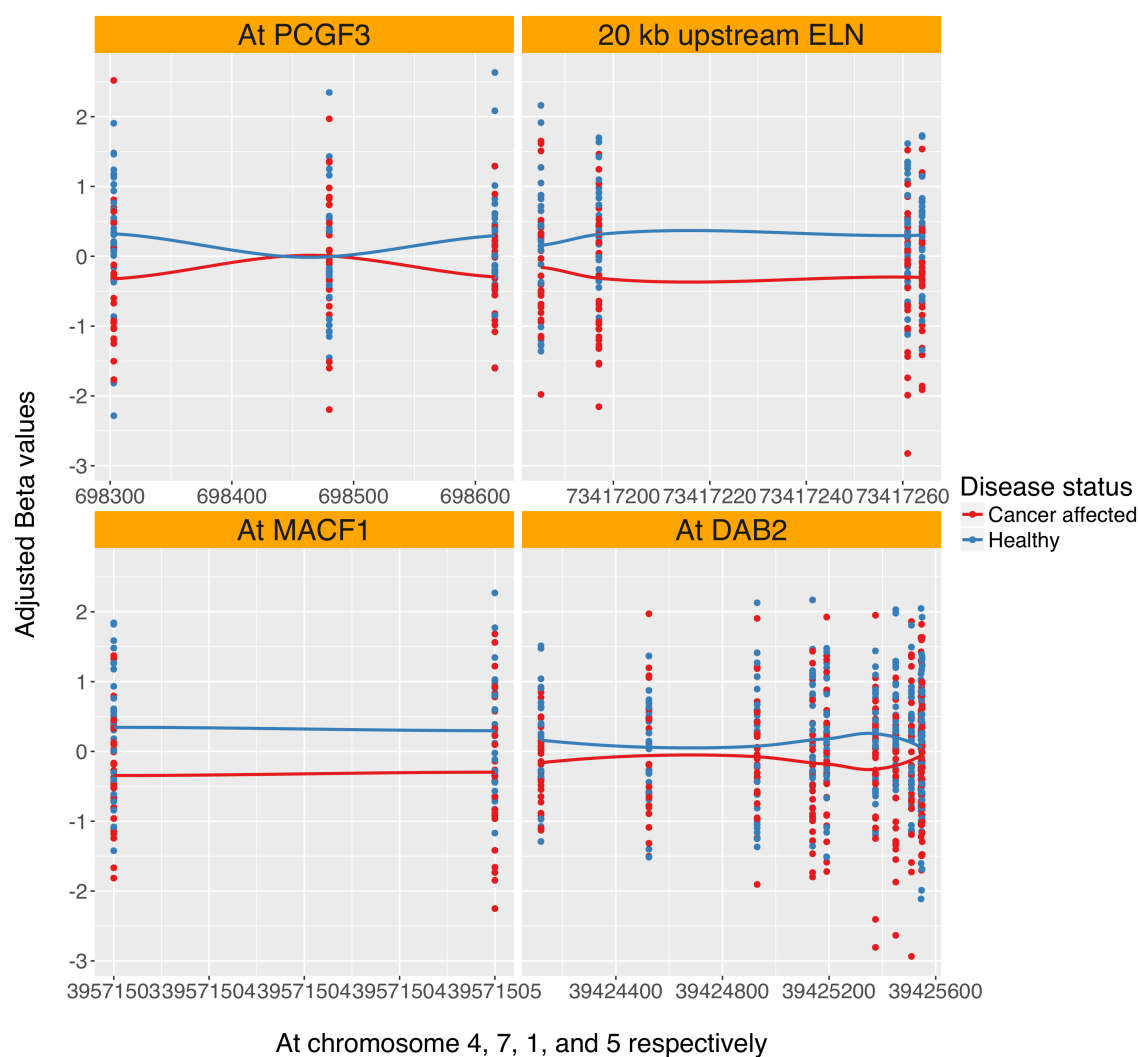 At PCGF3
20 kb upstream ELN
2
1
0
-1
-2
-3
698300 698400 698500 698600
73417200 73417220 73417240 73417260
At MACF1
At DAB2
2
1
0
-1
-2
-3
39571503 39571504 39571504 39571504 39571505
39424400 39424800 39425200 39425600
Adjusted Beta values
At chromosome 4, 7, 1, and 5 respectively
Disease status
Cancer affected
Healthy